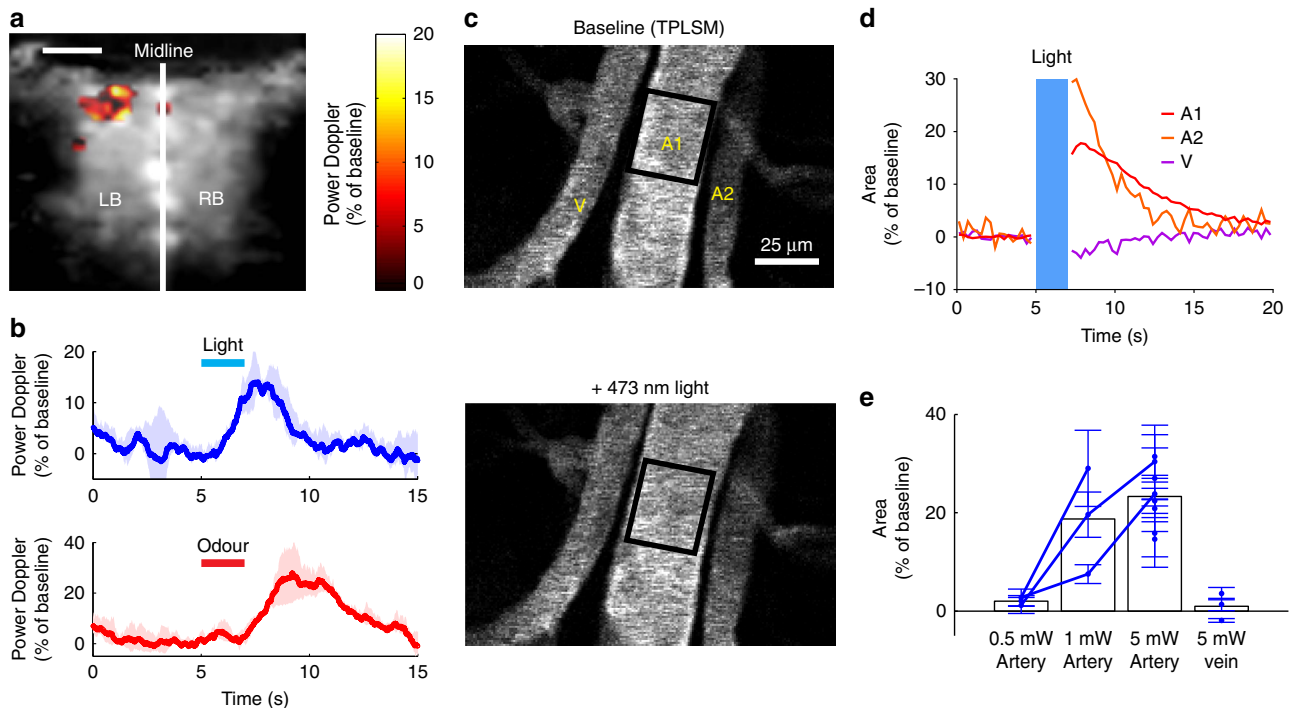 a
Midline
LB
RB
20
15
10
5
0
Power Doppler
(% of baseline)
b
Light
20
10
0
Power Doppler
(% of baseline)
0
5
10
15
Odour
40
20
0
Power Doppler
(% of baseline)
0
5
10
15
Time (s)
c
Baseline (TPLSM)
A1
V
A2
25 μm
+ 473 nm light
d
Light
30
20
10
0
–10
Area
(% of baseline)
A1
A2
V
0
5
10
15
20
Time (s)
e
40
20
0
Area
(% of baseline)
0.5 mW 1 mW 5 mW 5 mW
Artery Artery Artery vein